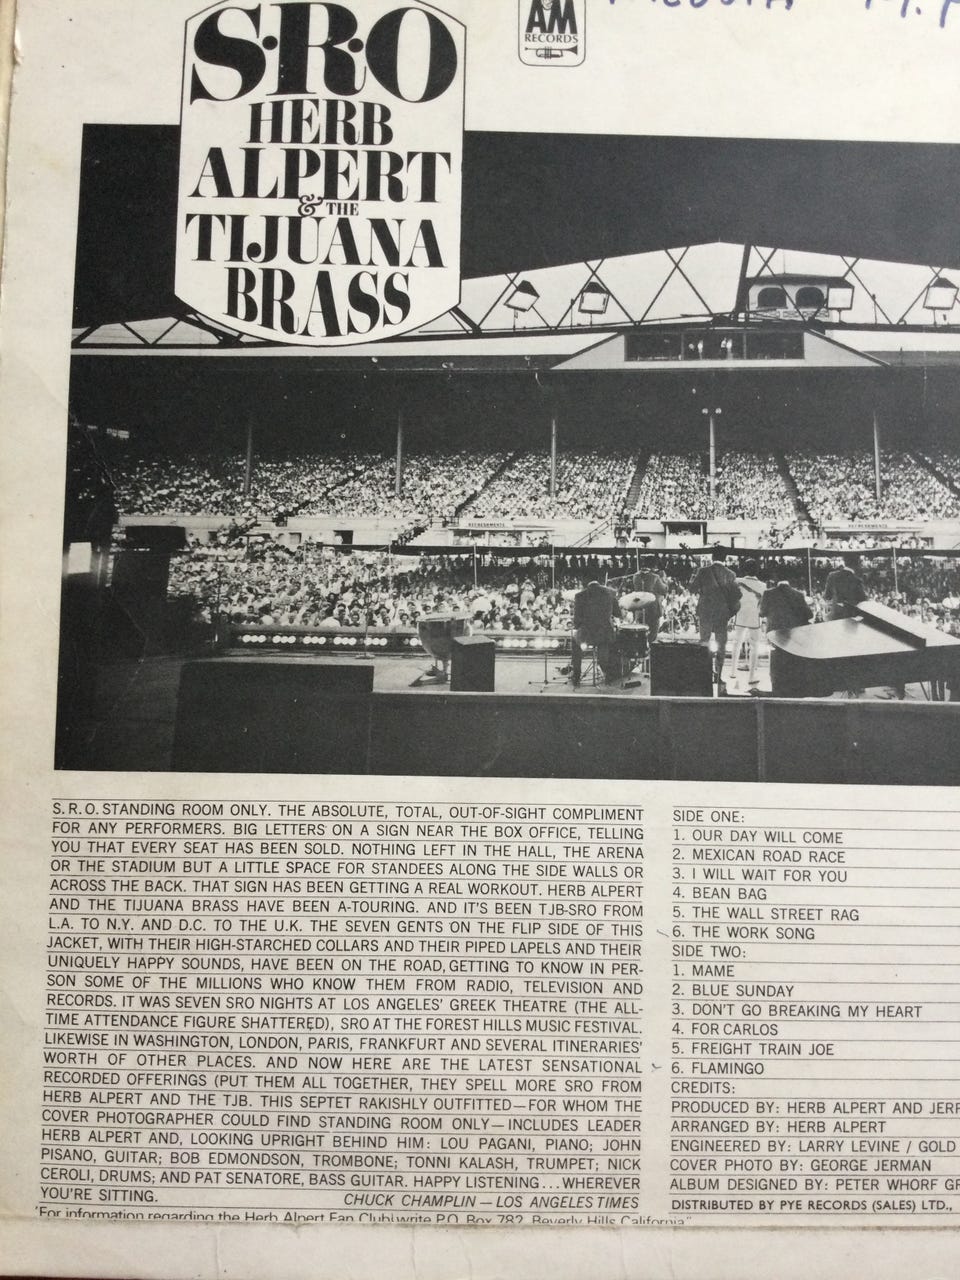 S·R·O
HERB
ALPERT
& THE
TIJUANA
BRASS
AM
RECORDS
REFRESHMENTS
REFRESHMENTS
S. R. O. STANDING ROOM ONLY. THE ABSOLUTE, TOTAL, OUT-OF-SIGHT COMPLIMENT
FOR ANY PERFORMERS. BIG LETTERS ON A SIGN NEAR THE BOX OFFICE, TELLING
YOU THAT EVERY SEAT HAS BEEN SOLD. NOTHING LEFT IN THE HALL, THE ARENA
OR THE STADIUM BUT A LITTLE SPACE FOR STANDEES ALONG THE SIDE WALLS OR
ACROSS THE BACK. THAT SIGN HAS BEEN GETTING A REAL WORKOUT. HERB ALPERT
AND THE TIJUANA BRASS HAVE BEEN A-TOURING. AND IT'S BEEN TJB-SRO FROM
L.A. TO N.Y. AND D.C. TO THE U.K. THE SEVEN GENTS ON THE FLIP SIDE OF THIS
JACKET, WITH THEIR HIGH-STARCHED COLLARS AND THEIR PIPED LAPELS AND THEIR
UNIQUELY HAPPY SOUNDS, HAVE BEEN ON THE ROAD, GETTING TO KNOW IN PER-
SON SOME OF THE MILLIONS WHO KNOW THEM FROM RADIO, TELEVISION AND
RECORDS. IT WAS SEVEN SRO NIGHTS AT LOS ANGELES' GREEK THEATRE (THE ALL-
TIME ATTENDANCE FIGURE SHATTERED), SRO AT THE FOREST HILLS MUSIC FESTIVAL.
LIKEWISE IN WASHINGTON, LONDON, PARIS, FRANKFURT AND SEVERAL ITINERARIES'
WORTH OF OTHER PLACES. AND NOW HERE ARE THE LATEST SENSATIONAL
RECORDED OFFERINGS (PUT THEM ALL TOGETHER, THEY SPELL MORE SRO FROM
HERB ALPERT AND THE TJB. THIS SEPTET RAKISHLY OUTFITTED—FOR WHOM THE
COVER PHOTOGRAPHER COULD FIND STANDING ROOM ONLY—INCLUDES LEADER
HERB ALPERT AND, LOOKING UPRIGHT BEHIND HIM: LOU PAGANI, PIANO; JOHN
PISANO, GUITAR; BOB EDMONDSON, TROMBONE; TONNI KALASH, TRUMPET; NICK
CEROLI, DRUMS; AND PAT SENATORE, BASS GUITAR. HAPPY LISTENING... WHEREVER
YOU'RE SITTING.
CHUCK CHAMPLIN — LOS ANGELES TIMES
"For information regarding the Herb Alpert Fan Club write P.O. Box 782, Beverly Hills California"
SIDE ONE:
1. OUR DAY WILL COME
2. MEXICAN ROAD RACE
3. I WILL WAIT FOR YOU
4. BEAN BAG
5. THE WALL STREET RAG
6. THE WORK SONG
SIDE TWO:
1. MAME
2. BLUE SUNDAY
3. DON'T GO BREAKING MY HEART
4. FOR CARLOS
5. FREIGHT TRAIN JOE
6. FLAMINGO
CREDITS:
PRODUCED BY: HERB ALPERT AND JERR
ARRANGED BY: HERB ALPERT
ENGINEERED BY: LARRY LEVINE / GOLD
COVER PHOTO BY: GEORGE JERMAN
ALBUM DESIGNED BY: PETER WHORF GR
DISTRIBUTED BY PYE RECORDS (SALES) LTD.,